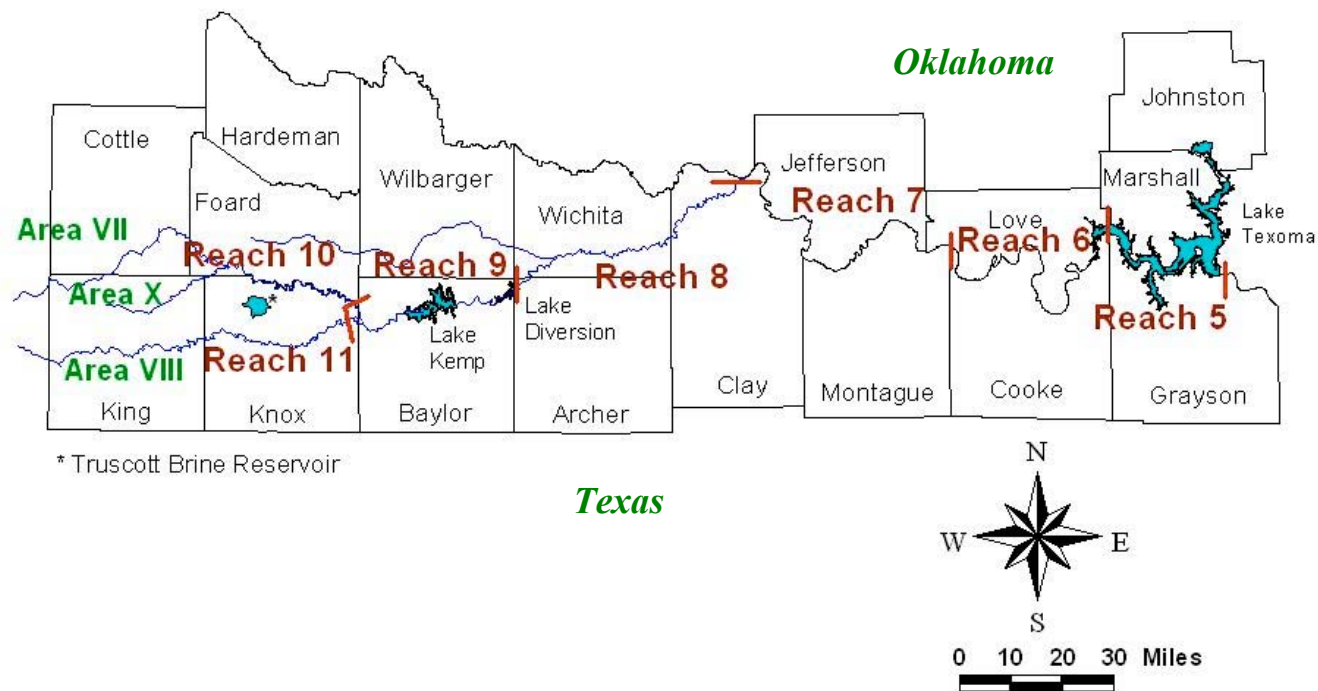 Oklahoma
Johnston
Cottle
Hardeman
Jefferson
Wilbarger
Marshall
Foard
Wichita
Reach 7
Love
Lake
Texoma
Area VII
Reach 10
Reach 9
Reach 8
Reach 6
Area X
*
Lake
Diversion
Reach 5
Lake
Kemp
Area VIII
Reach 11
King
Knox
Baylor
Archer
Clay
Montague
Cooke
Grayson
* Truscott Brine Reservoir
Texas
N
W
E
S
0 10 20 30 Miles